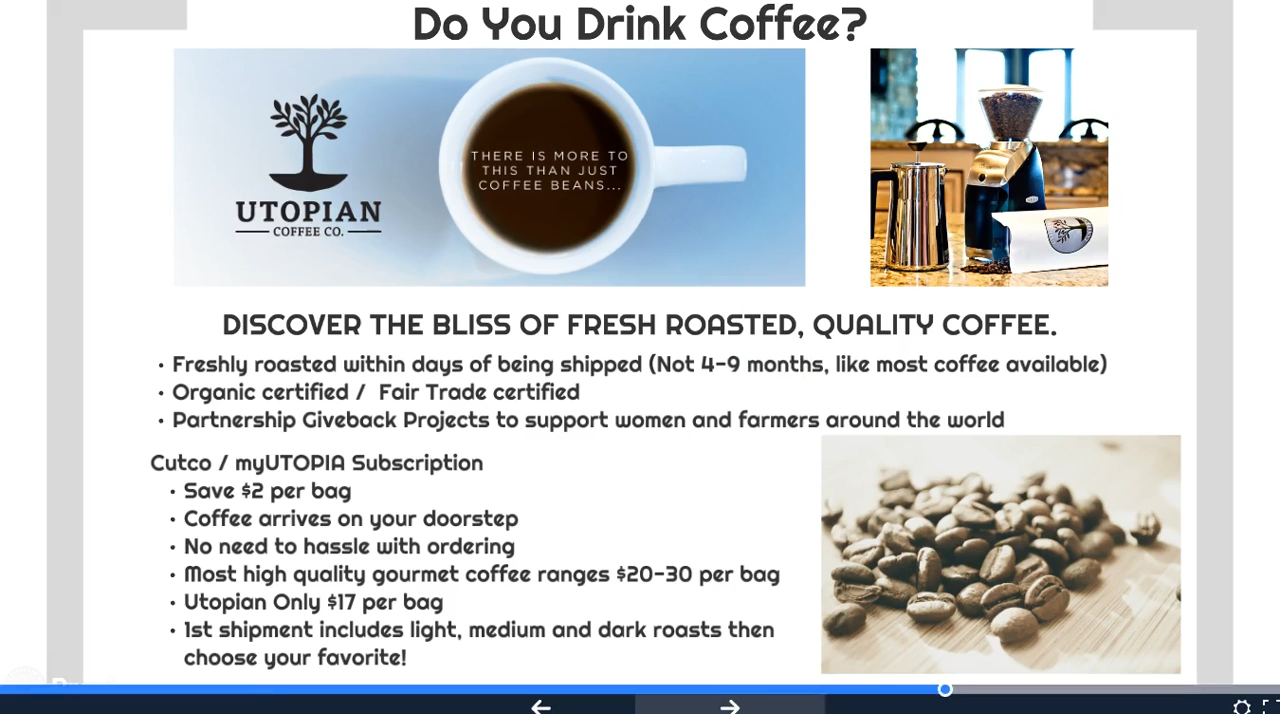 Do You Drink Coffee?
UTOPIAN
COFFEE CO.
THERE IS MORE TO
THIS THAN JUST
COFFEE BEANS...
DISCOVER THE BLISS OF FRESH ROASTED, QUALITY COFFEE.
• Freshly roasted within days of being shipped (Not 4-9 months, like most coffee available)
• Organic certified / Fair Trade certified
• Partnership Giveback Projects to support women and farmers around the world
Cutco / myUTOPIA Subscription
• Save $2 per bag
• Coffee arrives on your doorstep
• No need to hassle with ordering
• Most high quality gourmet coffee ranges $20-30 per bag
• Utopian Only $17 per bag
• 1st shipment includes light, medium and dark roasts then
choose your favorite!